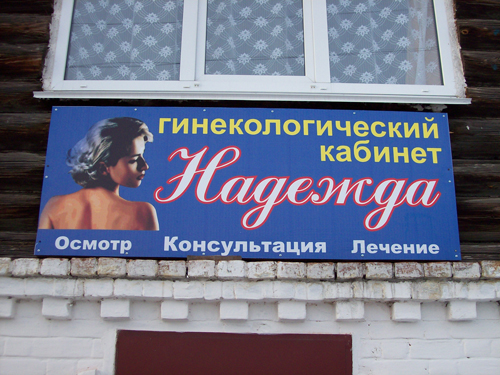 гинекологический
кабинет
Надежда
Осмотр Консультация Лечение